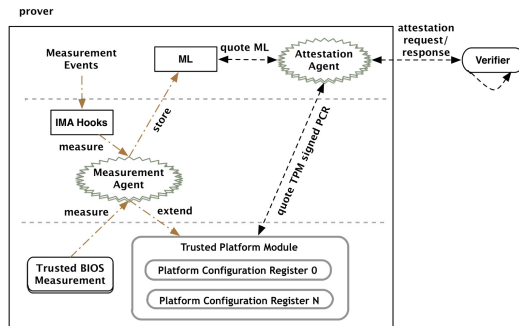 prover
Measurement
Events
ML
quote ML
Attestation
Agent
attestation
request/
response
Verifier
IMA Hooks
store
measure
quote TPM signed PCR
Measurement
Agent
measure
extend
Trusted BIOS
Measurement
Trusted Platform Module
Platform Configuration Register 0
Platform Configuration Register N